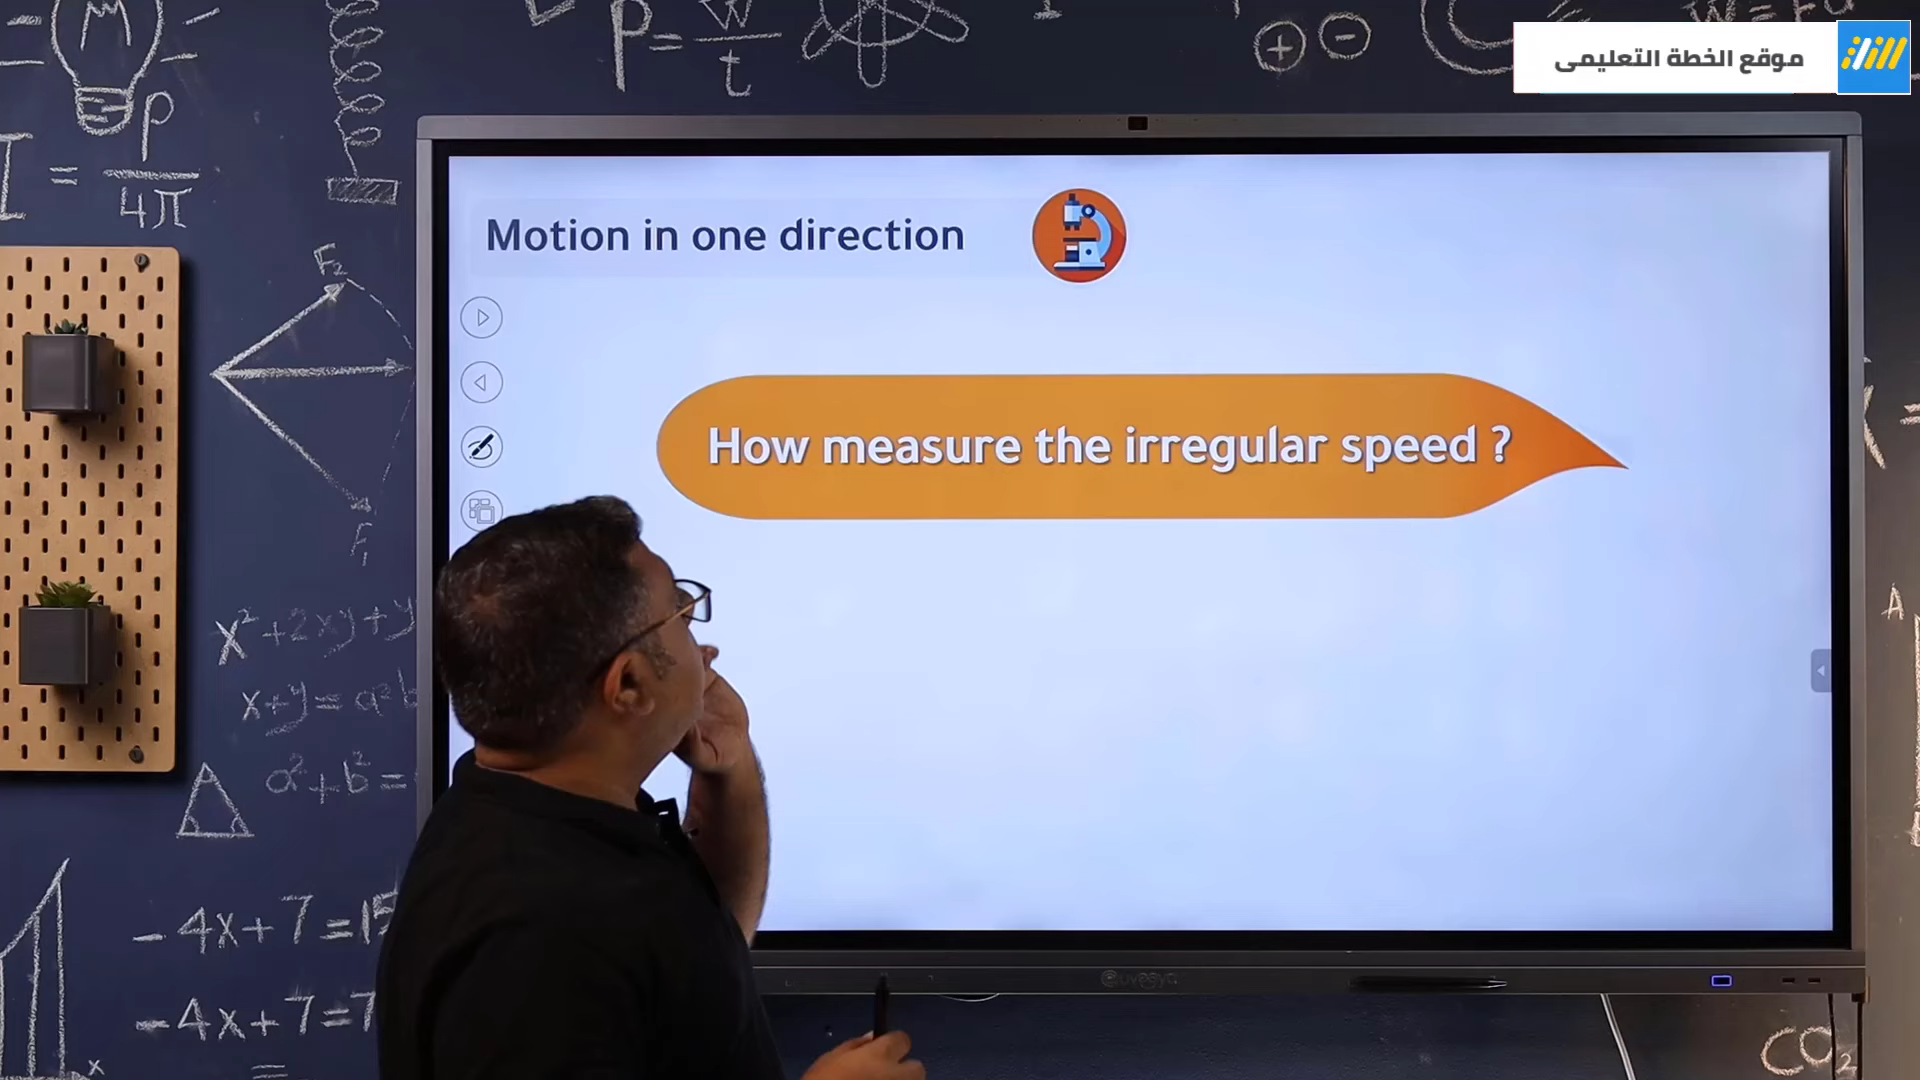 موقع الخطة التعليمى
P = W/t
I = P/4π
F₂
Motion in one direction
How measure the irregular speed ?
F₁
x²+2xy+y
x+y=a²b
a²+b²=
-4x+7=15
-4x+7=7
=
x
A
CO₂